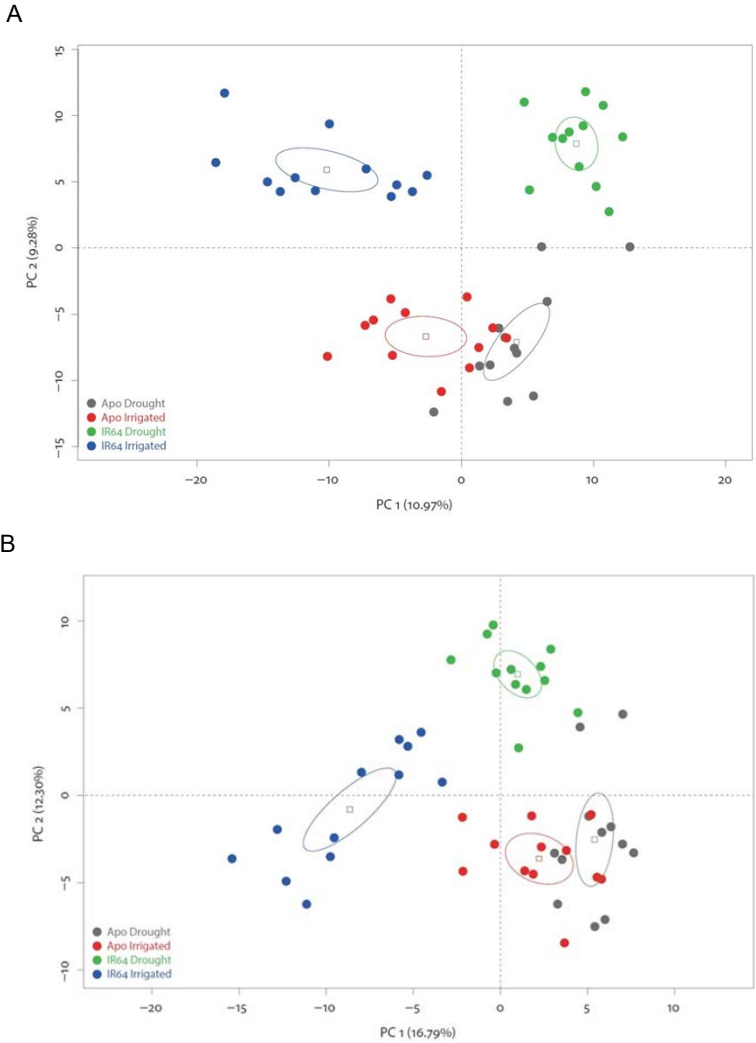 A
15
10
5
0
−5
−10
−15
PC 2 (9.28%)
Apo Drought
Apo Irrigated
IR64 Drought
IR64 Irrigated
−20
−10
0
10
20
PC 1 (10.97%)
B
10
5
0
−5
−10
PC 2 (12.30%)
Apo Drought
Apo Irrigated
IR64 Drought
IR64 Irrigated
−20
−15
−10
−5
0
5
10
PC 1 (16.79%)